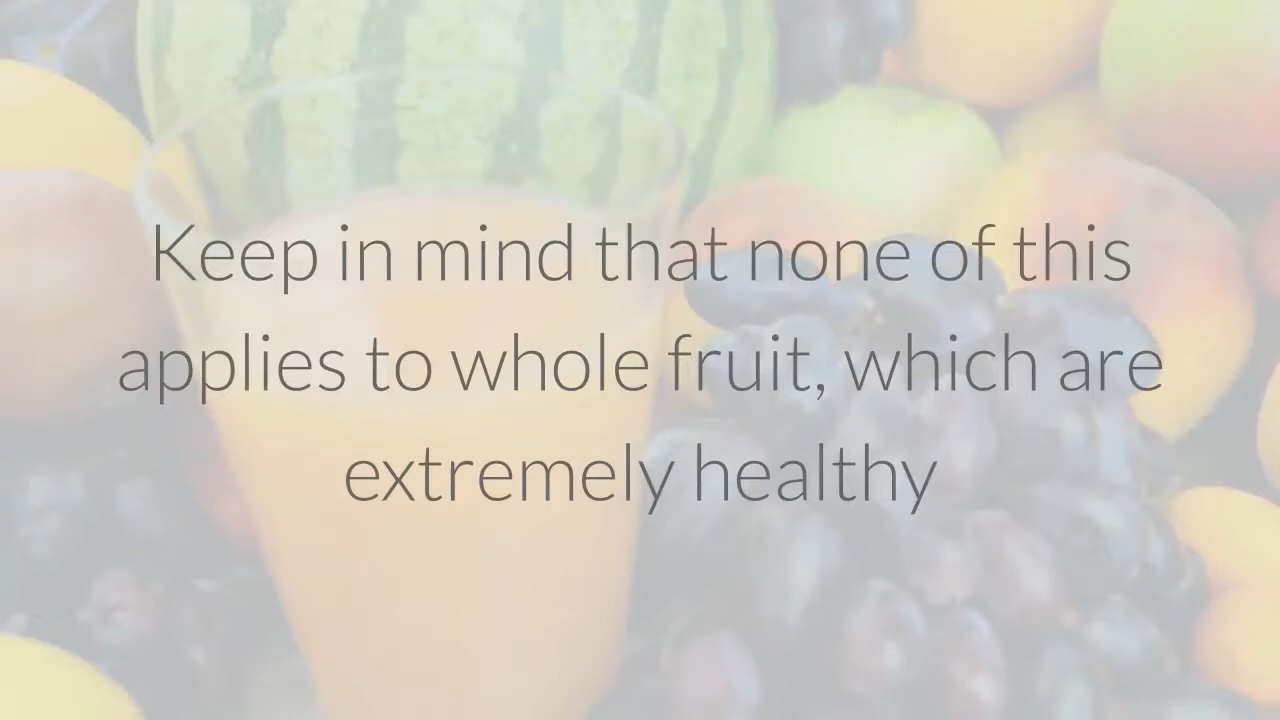 Keep in mind that none of this
applies to whole fruit, which are
extremely healthy